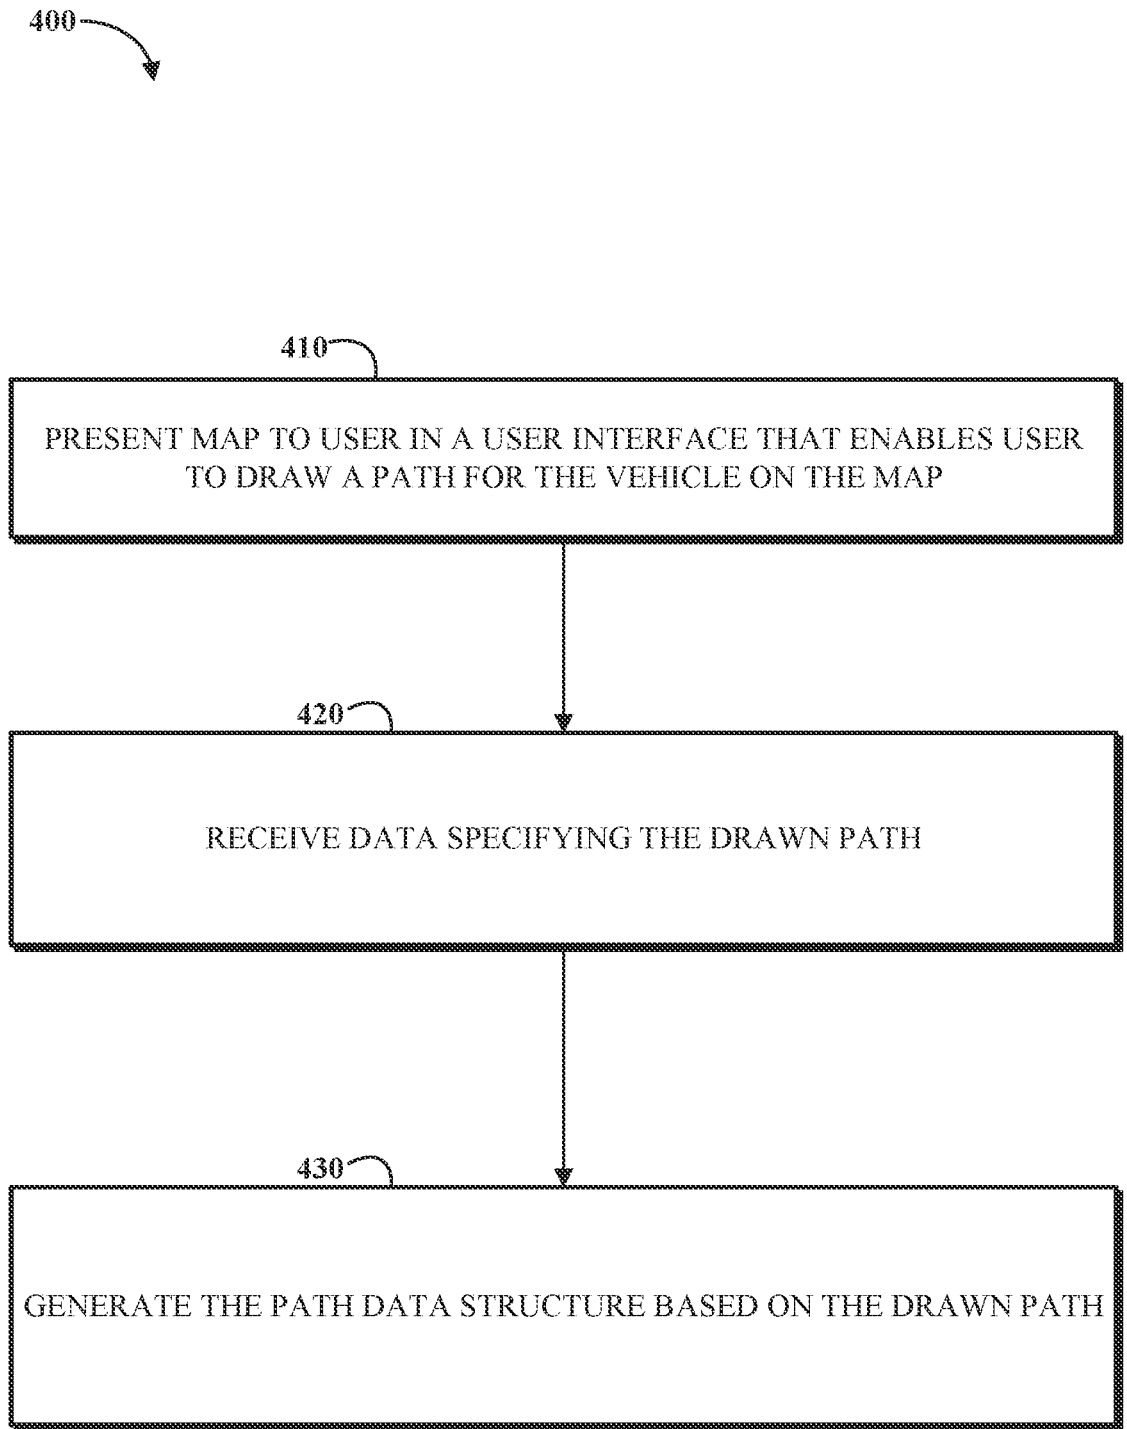 400
410
PRESENT MAP TO USER IN A USER INTERFACE THAT ENABLES USER
TO DRAW A PATH FOR THE VEHICLE ON THE MAP
420
RECEIVE DATA SPECIFYING THE DRAWN PATH
430
GENERATE THE PATH DATA STRUCTURE BASED ON THE DRAWN PATH